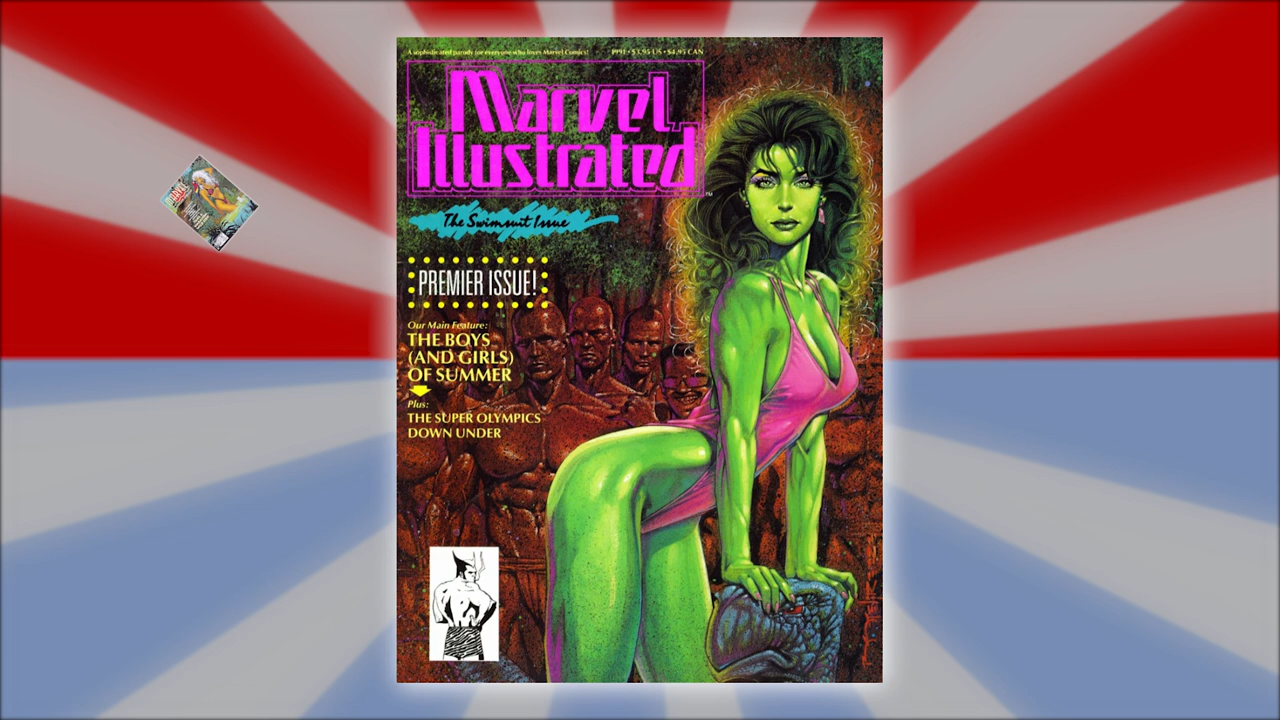 A sophisticated parody for everyone who loves Marvel Comics! 1991 • $3.95 US • $4.95 CAN
Marvel
Illustrated
TM
The Swimsuit Issue
PREMIER ISSUE!
Our Main Feature:
THE BOYS
(AND GIRLS)
OF SUMMER
Plus:
THE SUPER OLYMPICS
DOWN UNDER